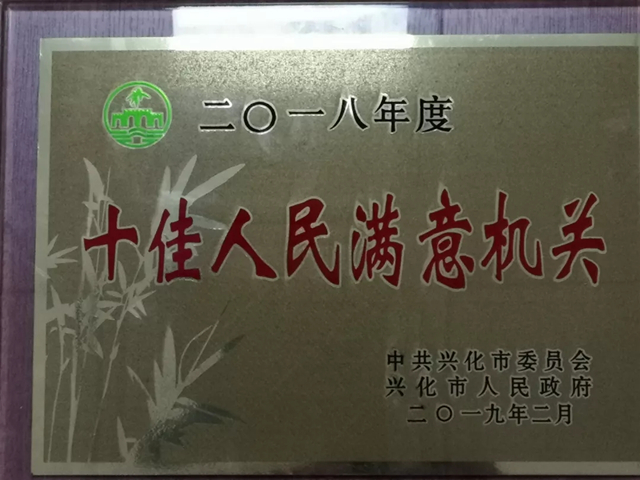 二〇一八年度
十佳人民满意机关
中共兴化市委员会
兴化市人民政府
二〇一九年二月